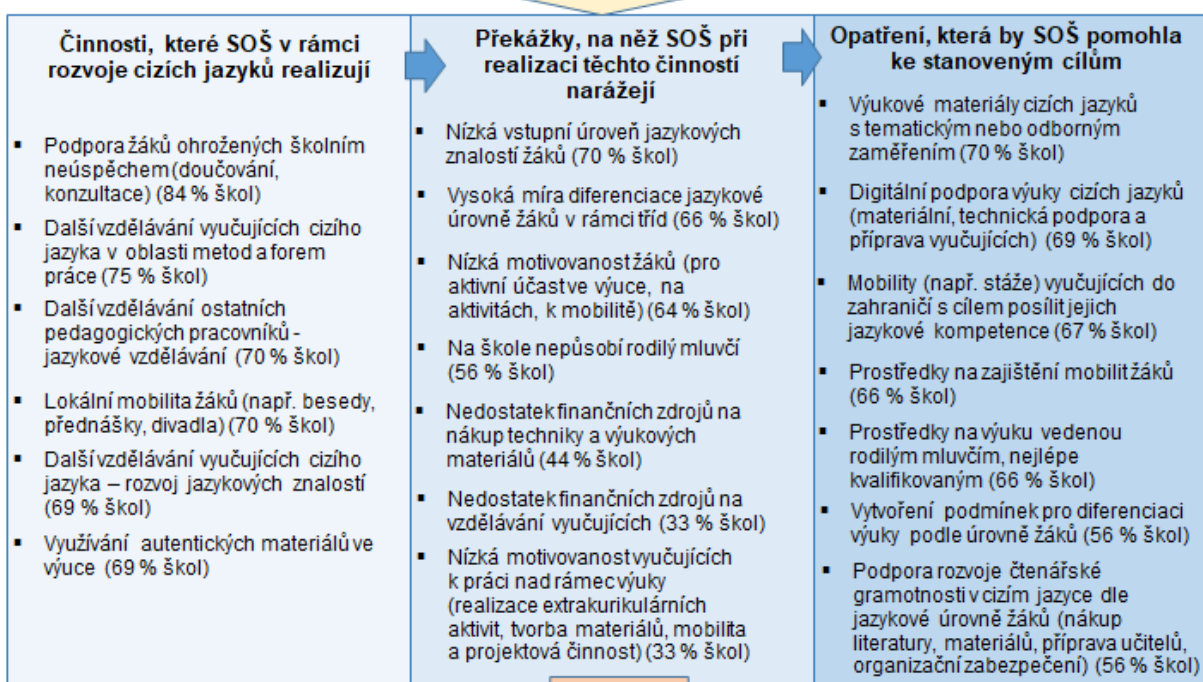 Činnosti, které SOŠ v rámci
rozvoje cizích jazyků realizují
▪ Podpora žáků ohrožených školním
neúspěchem (doučování,
konzultace) (84 % škol)
▪ Další vzdělávání vyučujících cizího
jazyka v oblasti metod a forem
práce (75 % škol)
▪ Další vzdělávání ostatních
pedagogických pracovníků -
jazykové vzdělávání (70 % škol)
▪ Lokální mobilita žáků (např. besedy,
přednášky, divadla) (70 % škol)
▪ Další vzdělávání vyučujících cizího
jazyka – rozvoj jazykových znalostí
(69 % škol)
▪ Využívání autentických materiálů ve
výuce (69 % škol)
Překážky, na něž SOŠ při
realizaci těchto činností
narážejí
▪ Nízká vstupní úroveň jazykových
znalostí žáků (70 % škol)
▪ Vysoká míra diferenciace jazykové
úrovně žáků v rámci tříd (66 % škol)
▪ Nízká motivovanost žáků (pro
aktivní účast ve výuce, na
aktivitách, k mobilitě) (64 % škol)
▪ Na škole nepůsobí rodilý mluvčí
(56 % škol)
▪ Nedostatek finančních zdrojů na
nákup techniky a výukových
materiálů (44 % škol)
▪ Nedostatek finančních zdrojů na
vzdělávání vyučujících (33 % škol)
▪ Nízká motivovanost vyučujících
k práci nad rámec výuky
(realizace extrakurikulárních
aktivit, tvorba materiálů, mobilita
a projektová činnost) (33 % škol)
Opatření, která by SOŠ pomohla
ke stanoveným cílům
▪ Výukové materiály cizích jazyků
s tematickým nebo odborným
zaměřením (70 % škol)
▪ Digitální podpora výuky cizích jazyků
(materiální, technická podpora a
příprava vyučujících) (69 % škol)
▪ Mobility (např. stáže) vyučujících do
zahraničí s cílem posílit jejich
jazykové kompetence (67 % škol)
▪ Prostředky na zajištění mobilit žáků
(66 % škol)
▪ Prostředky na výuku vedenou
rodilým mluvčím, nejlépe
kvalifikovaným (66 % škol)
▪ Vytvoření podmínek pro diferenciaci
výuky podle úrovně žáků (56 % škol)
▪ Podpora rozvoje čtenářské
gramotnosti v cizím jazyce dle
jazykové úrovně žáků (nákup
literatury, materiálů, příprava učitelů,
organizační zabezpečení) (56 % škol)